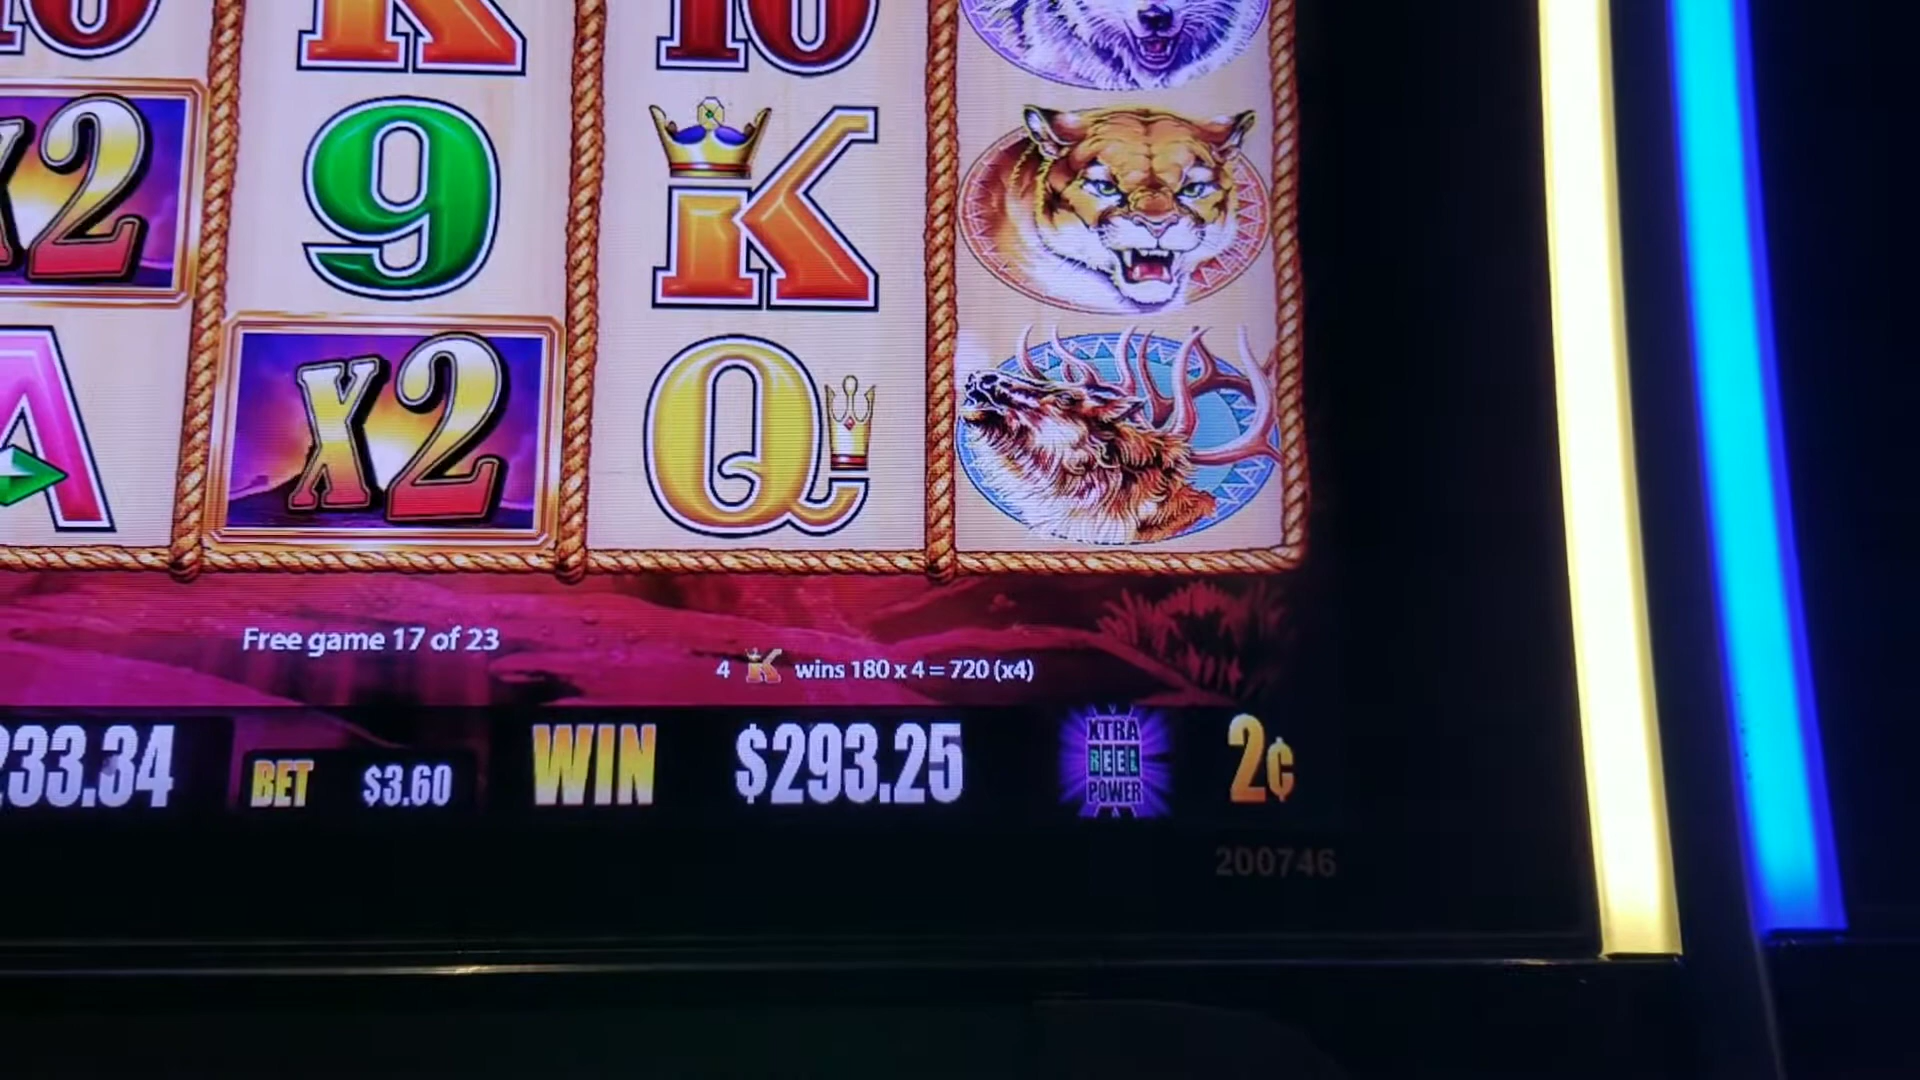 10 K 10
x2 9 K
A x2 Q
Free game 17 of 23
4 K wins 180 x 4 = 720 (x4)
233.34 BET $3.60 WIN $293.25 XTRA REEL POWER 2¢
200746